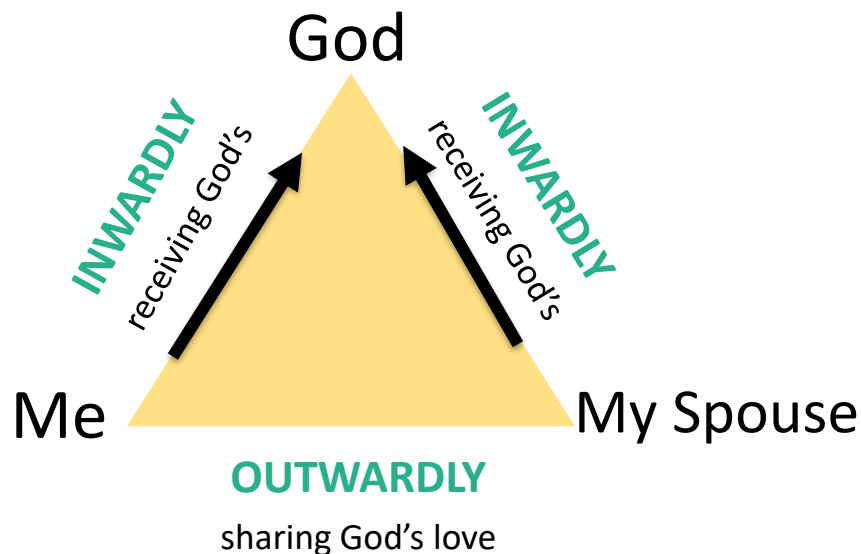 God
INWARDLY
receiving God's
INWARDLY
receiving God's
Me
My Spouse
OUTWARDLY
sharing God's love